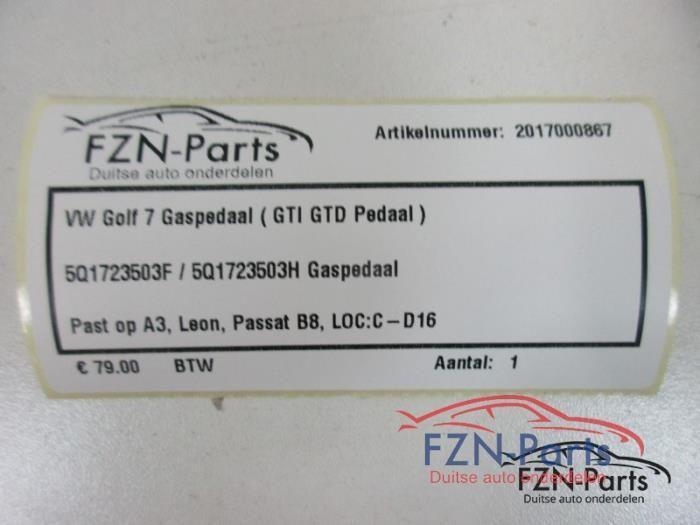 FZN-Parts
Duitse auto onderdelen
Artikelnummer: 2017000867
VW Golf 7 Gaspedaal ( GTI GTD Pedaal )
5Q1723503F / 5Q1723503H Gaspedaal
Past op A3, Leon, Passat B8, LOC:C-D16
€ 79.00 BTW Aantal: 1
FZN-Parts
Duitse auto onderdelen
FZN-Parts
Duitse auto onderdelen